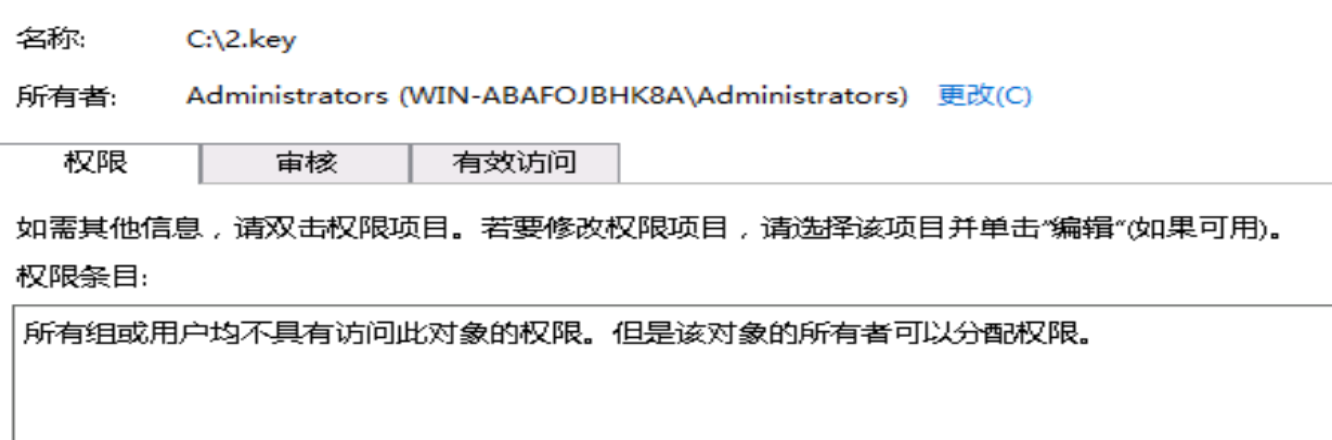 名称: C:\2.key
所有者: Administrators (WIN-ABAFOJBHK8A\Administrators) 更改(C)
权限 审核 有效访问
如需其他信息，请双击权限项目。若要修改权限项目，请选择该项目并单击“编辑“(如果可用)。
权限条目:
所有组或用户均不具有访问此对象的权限。但是该对象的所有者可以分配权限。